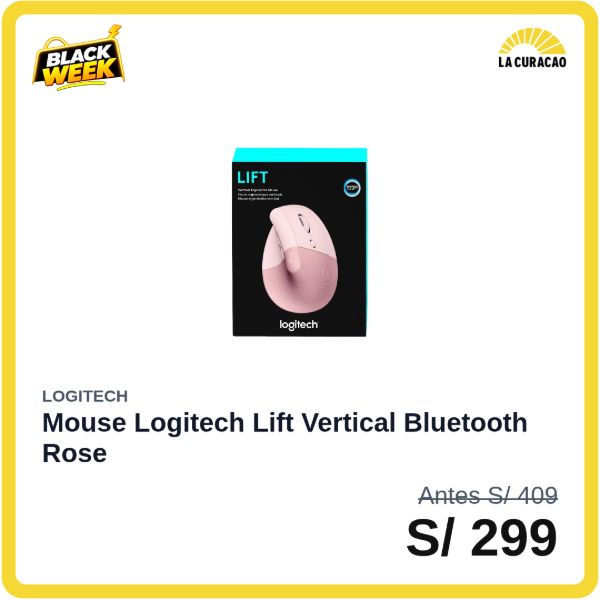 BLACK
WEEK
LA CURACAO
LIFT
logitech
LOGITECH
Mouse Logitech Lift Vertical Bluetooth
Rose
Antes S/ 409
S/ 299